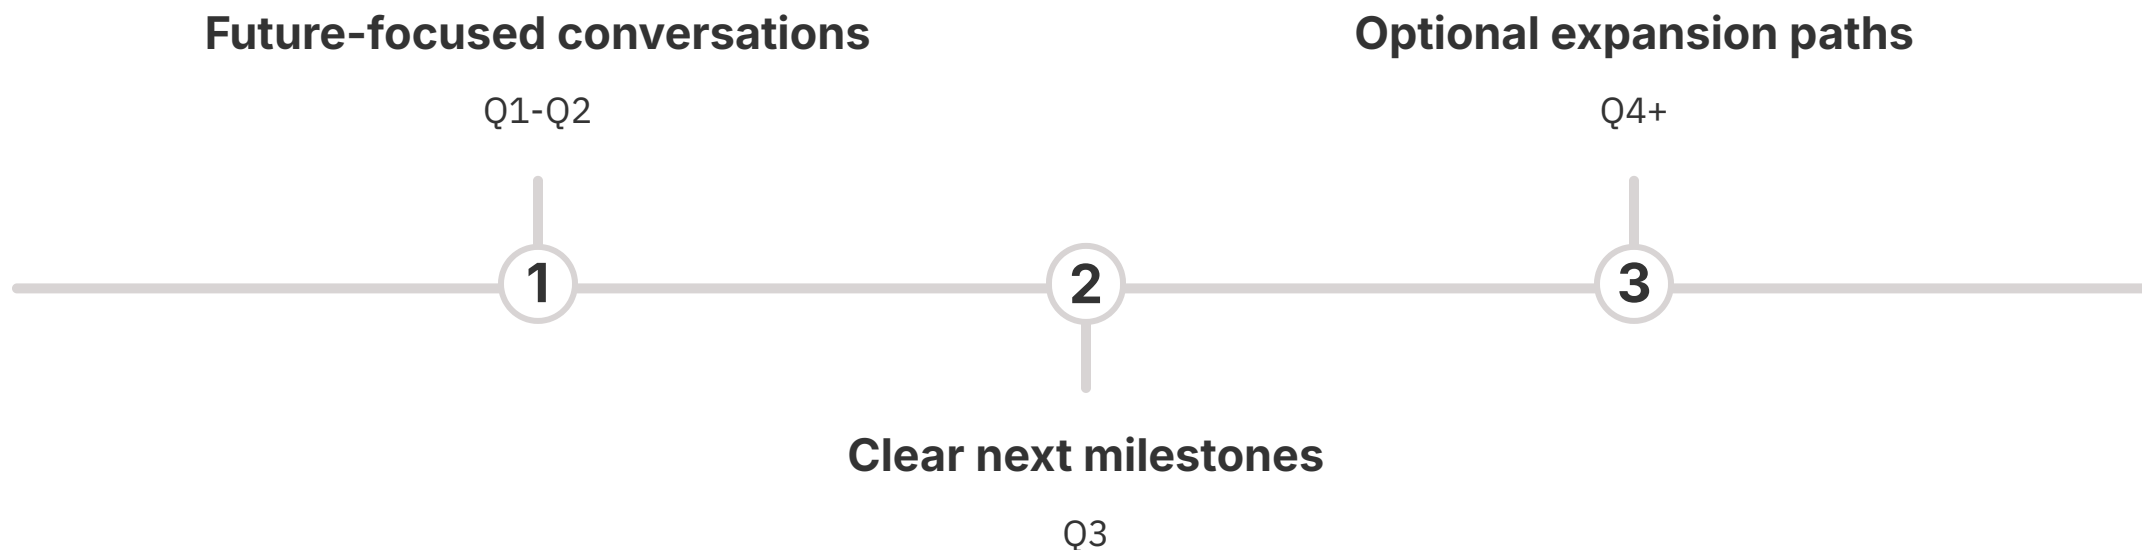 Future-focused conversations
Q1-Q2
Optional expansion paths
Q4+
1
2
3
Clear next milestones
Q3